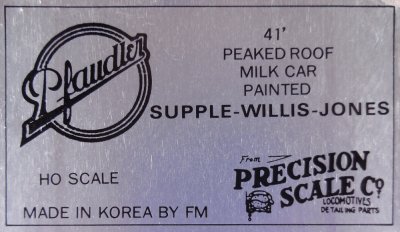 Pfaudler
41'
PEAKED ROOF
MILK CAR
PAINTED
SUPPLE-WILLIS-JONES
HO SCALE
MADE IN KOREA BY FM
From
PRECISION
SCALE Co
LOCOMOTIVES
DETAILING PARTS